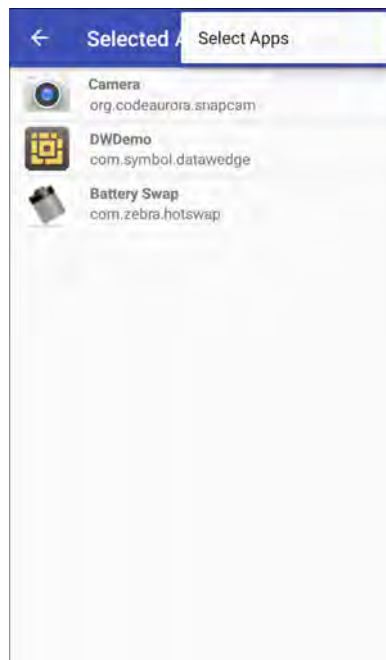 Selected A
Select Apps
Camera
org.codeaurora.snapcam
DWDemo
com.symbol.datawedge
Battery Swap
com.zebra.hotswap